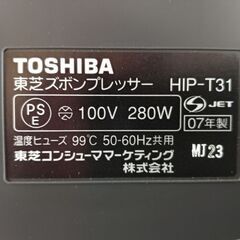 TOSHIBA
東芝ズボンプレッサー HIP-T31
PS E 100V 280W S JET
07年製
温度ヒューズ 99℃ 50-60Hz共用
MJ23
東芝コンシューママーケティング
株式会社